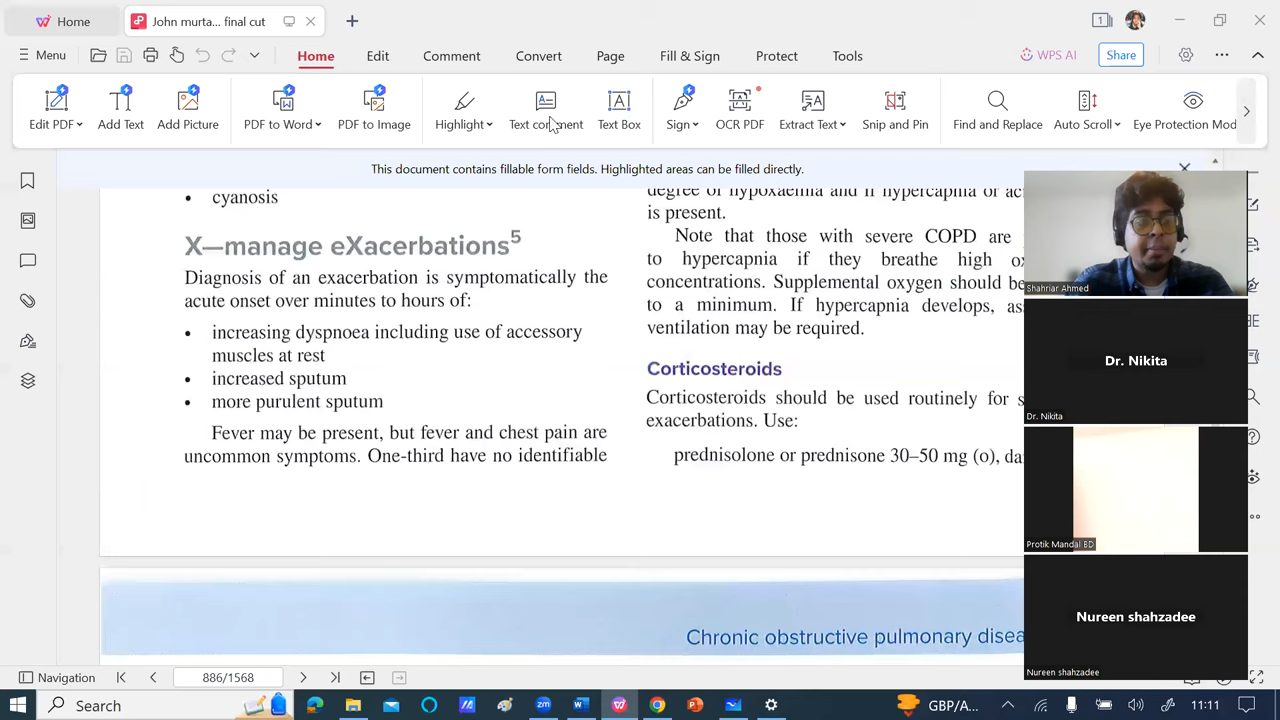 Home
John murta... final cut
1
Menu
Home
Edit
Comment
Convert
Page
Fill & Sign
Protect
Tools
WPS AI
Share
Edit PDF
Add Text
Add Picture
PDF to Word
PDF to Image
Highlight
Text comment
Text Box
Sign
OCR PDF
Extract Text
Snip and Pin
Find and Replace
Auto Scroll
Eye Protection Mod
This document contains fillable form fields. Highlighted areas can be filled directly.
• cyanosis
X—manage eXacerbations5
Diagnosis of an exacerbation is symptomatically the
acute onset over minutes to hours of:
• increasing dyspnoea including use of accessory
muscles at rest
• increased sputum
• more purulent sputum
Fever may be present, but fever and chest pain are
uncommon symptoms. One-third have no identifiable
degree of hypoxaemia and if hypercapnia or ac
is present.
Note that those with severe COPD are
to hypercapnia if they breathe high ox
concentrations. Supplemental oxygen should be
to a minimum. If hypercapnia develops, ass
ventilation may be required.
Corticosteroids
Corticosteroids should be used routinely for s
exacerbations. Use:
prednisolone or prednisone 30–50 mg (o), da
Chronic obstructive pulmonary disea
Shahriar Ahmed
Dr. Nikita
Dr. Nikita
Protik Mandal BD
Nureen shahzadee
Nureen shahzadee
Navigation
886/1568
Search
GBP/A...
11:11